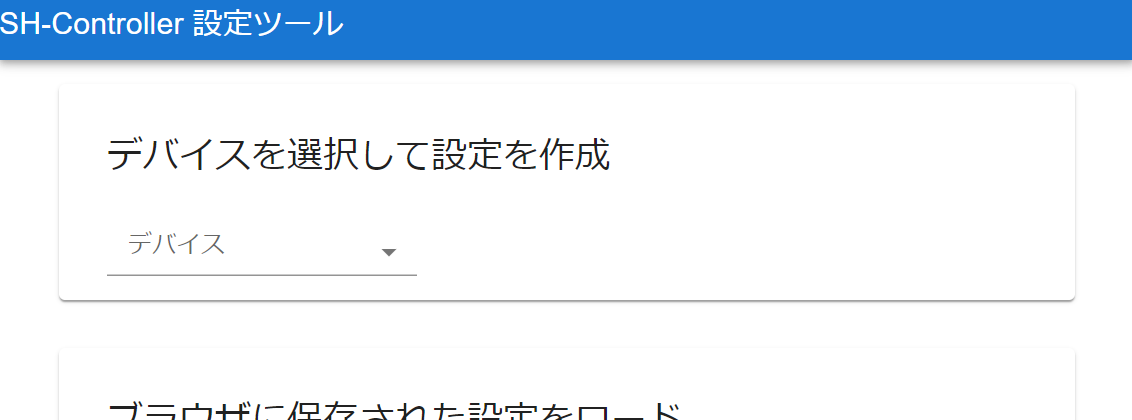 SH-Controller 設定ツール
デバイスを選択して設定を作成
デバイス
ブラウザに保存された設定をロード